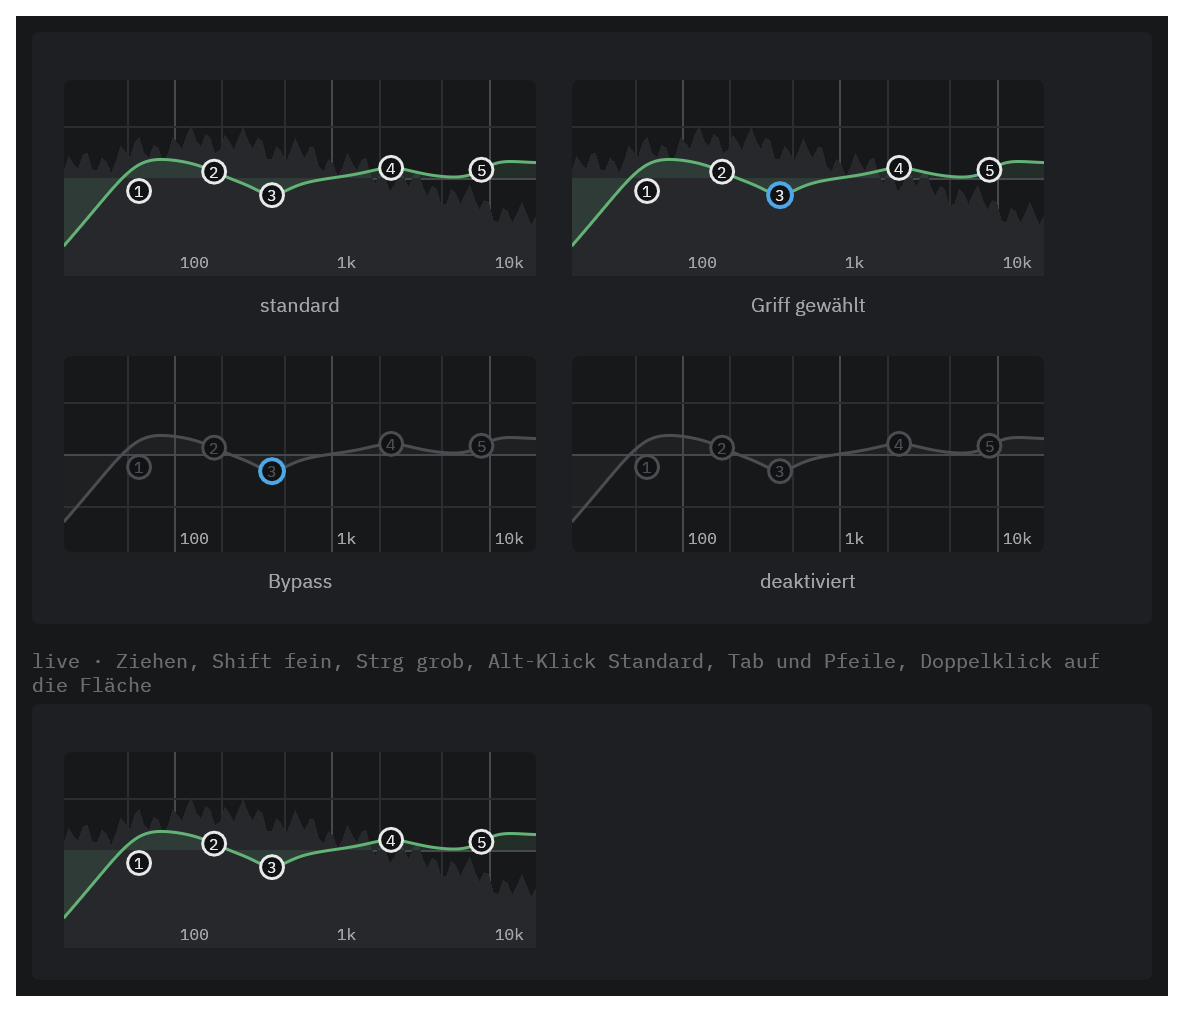 1 2 3 4 5
100 1k 10k
standard
1 2 3 4 5
100 1k 10k
Griff gewählt
1 2 3 4 5
100 1k 10k
Bypass
1 2 3 4 5
100 1k 10k
deaktiviert
live · Ziehen, Shift fein, Strg grob, Alt-Klick Standard, Tab und Pfeile, Doppelklick auf
die Fläche
1 2 3 4 5
100 1k 10k